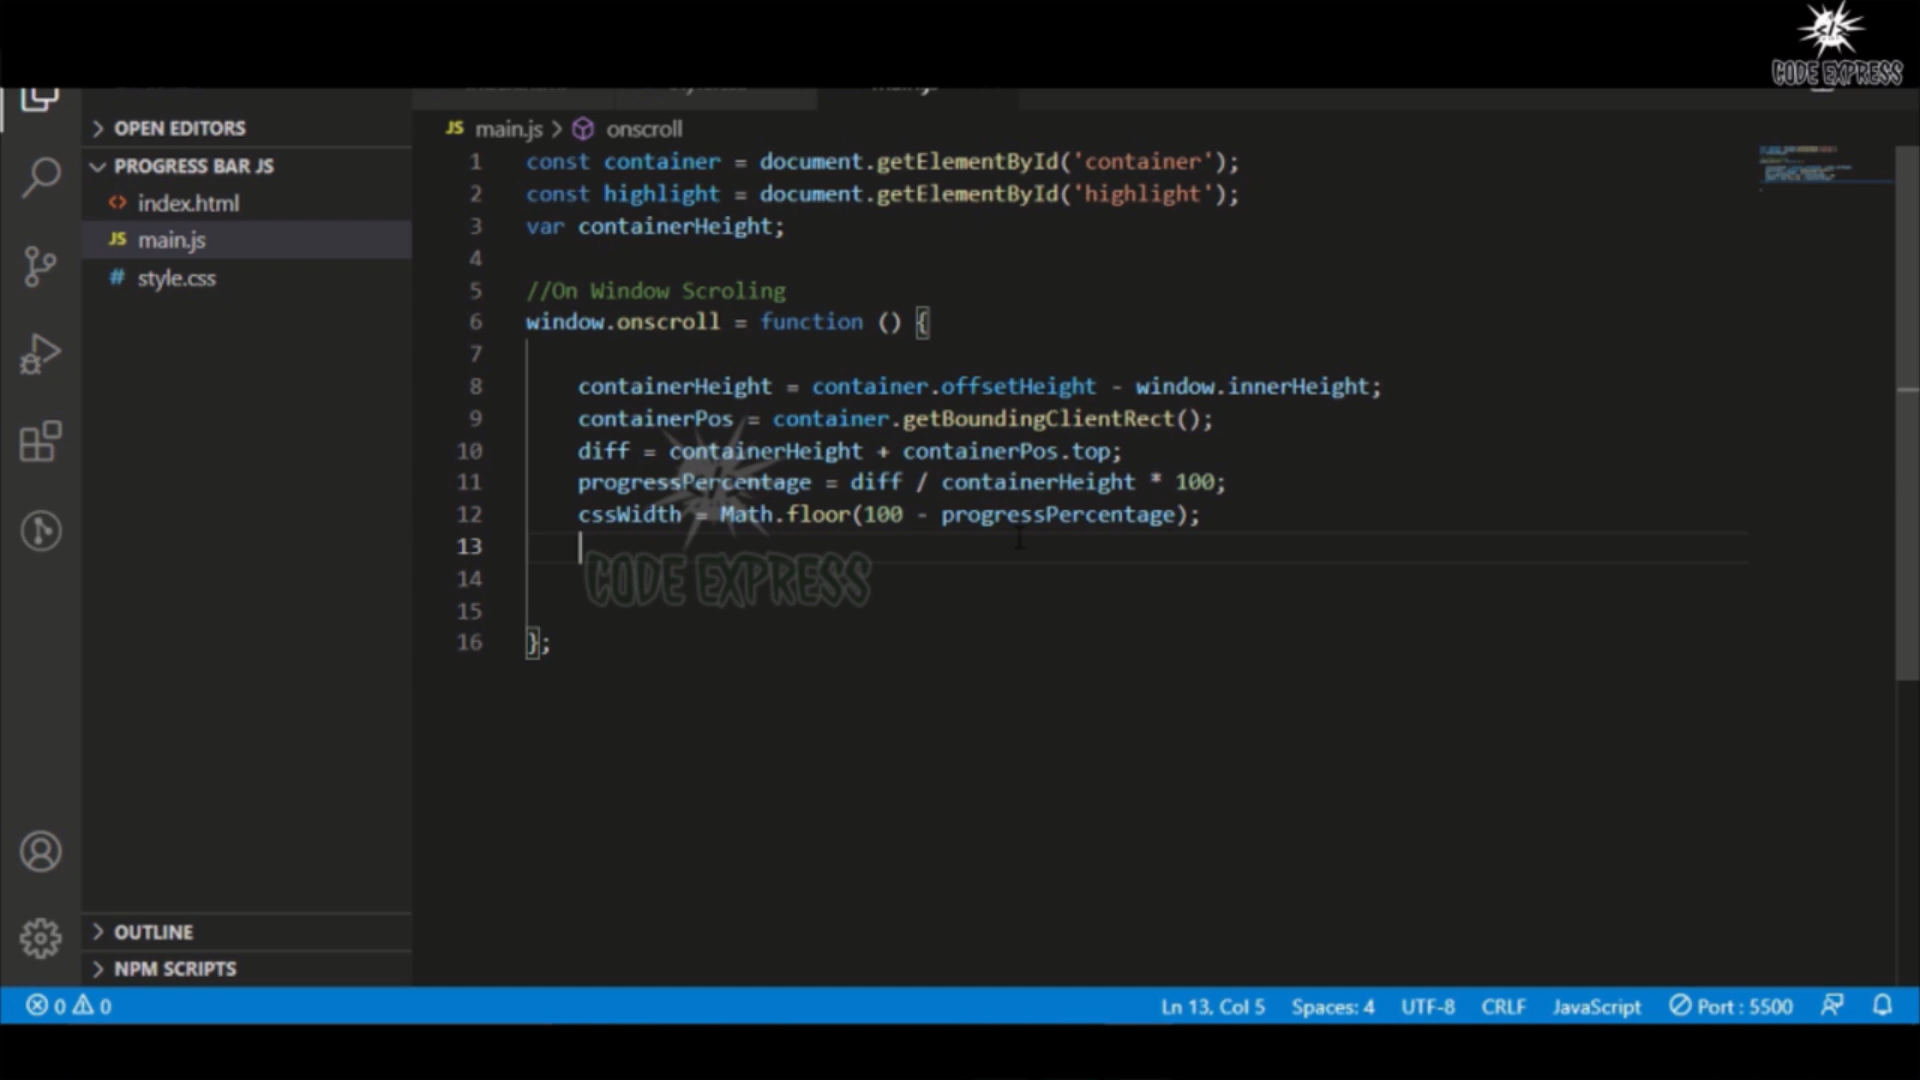 CODE EXPRESS
OPEN EDITORS
PROGRESS BAR JS
index.html
JS main.js
# style.css
OUTLINE
NPM SCRIPTS
JS main.js > onscroll
1 const container = document.getElementById('container');
2 const highlight = document.getElementById('highlight');
3 var containerHeight;
4
5 //On Window Scroling
6 window.onscroll = function () {
7
8 containerHeight = container.offsetHeight - window.innerHeight;
9 containerPos = container.getBoundingClientRect();
10 diff = containerHeight + containerPos.top;
11 progressPercentage = diff / containerHeight * 100;
12 cssWidth = Math.floor(100 - progressPercentage);
13
14
15
16 };
CODE EXPRESS
0 0
Ln 13, Col 5 Spaces: 4 UTF-8 CRLF JavaScript Port : 5500